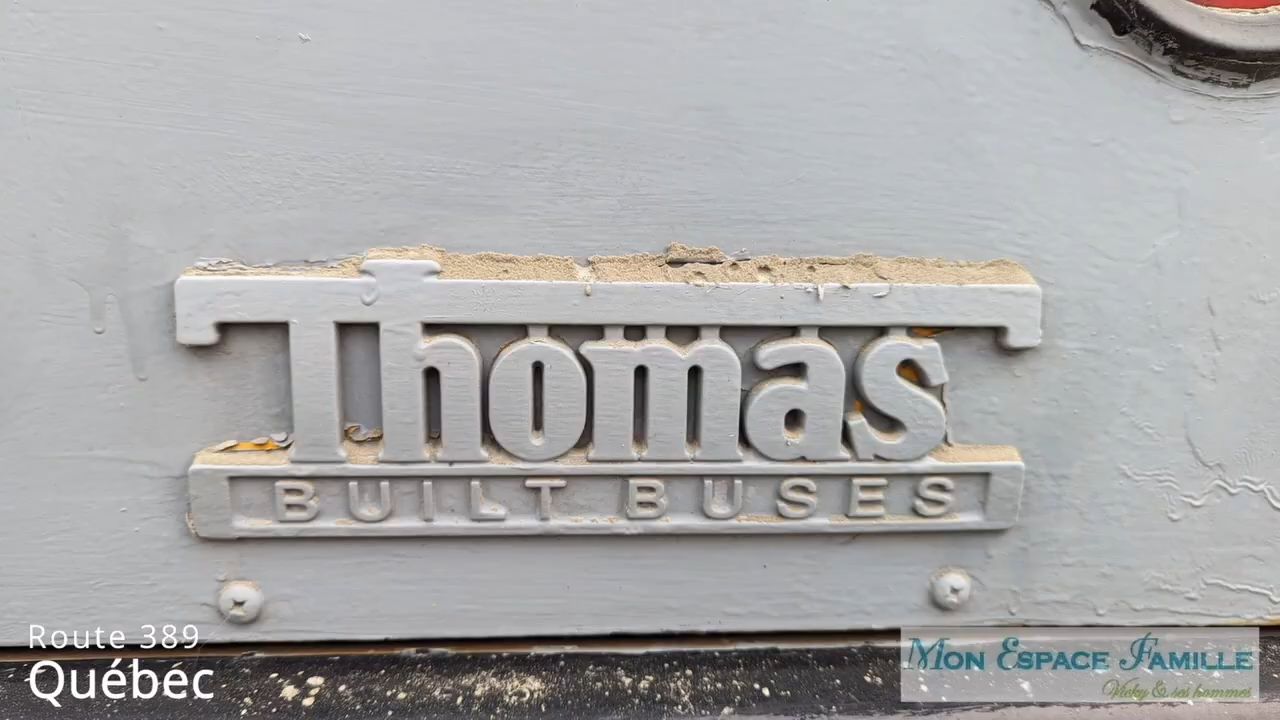 Thomas
BUILT BUSES
Route 389
Québec
MON ESPACE FAMILLE
Vicky & ses hommes